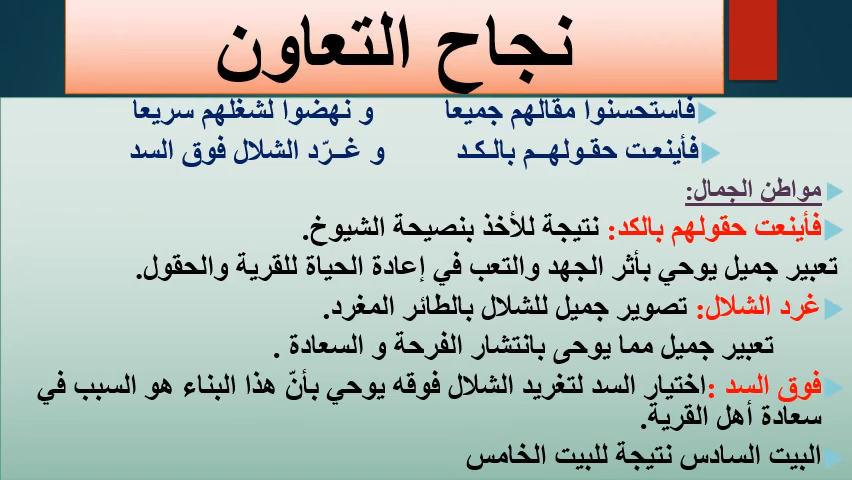 نجاح التعاون
فاستحسنوا مقالهم جميعا و نهضوا لشغلهم سريعا
فأينعت حقولهم بالكد و غرّد الشلال فوق السد
مواطن الجمال:
فأينعت حقولهم بالكد: نتيجة للأخذ بنصيحة الشيوخ.
تعبير جميل يوحي بأثر الجهد والتعب في إعادة الحياة للقرية والحقول.
غرد الشلال: تصوير جميل للشلال بالطائر المغرد.
تعبير جميل مما يوحى بانتشار الفرحة و السعادة .
فوق السد :اختيار السد لتغريد الشلال فوقه يوحي بأنّ هذا البناء هو السبب في
سعادة أهل القرية.
البيت السادس نتيجة للبيت الخامس